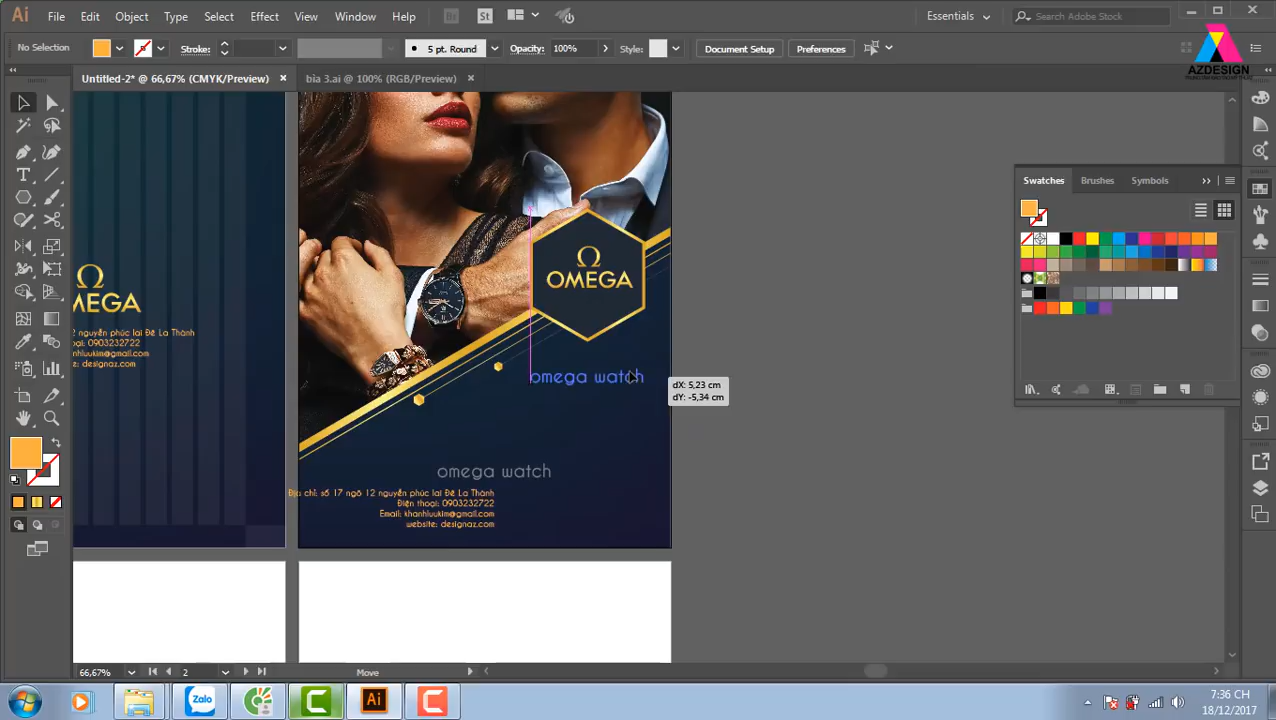 Ai File Edit Object Type Select Effect View Window Help Br St Essentials Search Adobe Stock
No Selection Stroke: 5 pt. Round Opacity: 100% Style: Document Setup Preferences
AZDESIGN
Untitled-2* @ 66,67% (CMYK/Preview) × bia 3.ai @ 100% (RGB/Preview) ×
Swatches Brushes Symbols
Ω
OMEGA
Ω
MEGA
2 nguyễn phúc lai Đê La Thành
: 0903232722
khanhluukim@gmail.com
: designaz.com
omega watch
dX: 5,23 cm
dY: -5,34 cm
omega watch
Địa chỉ: số 17 ngõ 12 nguyễn phúc lai Đê La Thành
Điện thoại: 0903232722
Email: khanhluukim@gmail.com
website: designaz.com
66,67% 2 Move
Zalo C Ai C
7:36 CH
18/12/2017